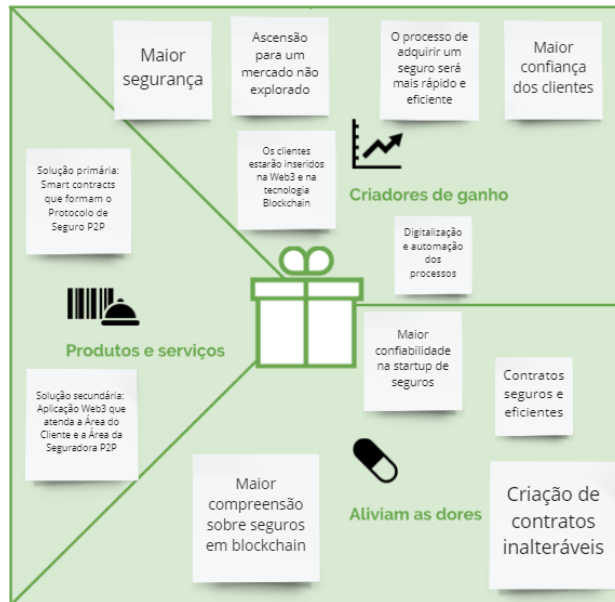 Maior
segurança
Ascensão
para um
mercado não
explorado
O processo de
adquirir um
seguro será
mais rápido e
eficiente
Maior
confiança
dos clientes
Os clientes
estarão inseridos
na Web3 e na
tecnologia
Blockchain
Criadores de ganho
Digitalização
e automação
dos
processos
Solução primária:
Smart contracts
que formam o
Protocolo de
Seguro P2P
Produtos e serviços
Solução secundária:
Aplicação Web3 que
atenda a Área do
Cliente e a Área da
Seguradora P2P
Maior
confiabilidade
na startup de
seguros
Contratos
seguros e
eficientes
Aliviam as dores
Maior
compreensão
sobre seguros
em blockchain
Criação de
contratos
inalteráveis